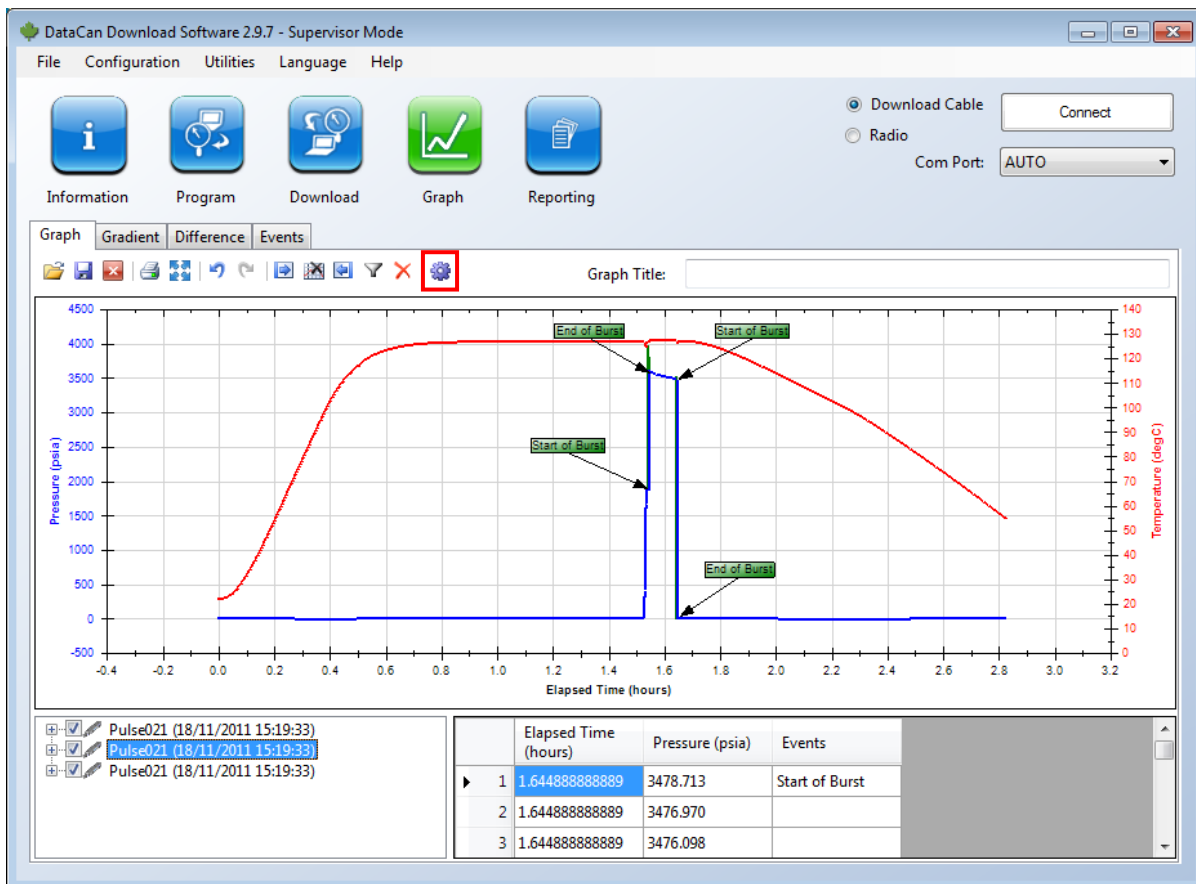 DataCan Download Software 2.9.7 - Supervisor Mode
File Configuration Utilities Language Help
Download Cable
Connect
Radio
Com Port: AUTO
Information Program Download Graph Reporting
Graph Gradient Difference Events
Graph Title:
4500
4000
3500
3000
2500
2000
1500
1000
500
0
-500
Pressure (psia)
End of Burst
Start of Burst
Start of Burst
End of Burst
140
130
120
110
100
90
80
70
60
50
40
30
20
10
0
Temperature (degC)
-0.4 -0.2 0.0 0.2 0.4 0.6 0.8 1.0 1.2 1.4 1.6 1.8 2.0 2.2 2.4 2.6 2.8 3.0 3.2
Elapsed Time (hours)
Pulse021 (18/11/2011 15:19:33)
Pulse021 (18/11/2011 15:19:33)
Pulse021 (18/11/2011 15:19:33)
Elapsed Time
(hours) Pressure (psia) Events
1 1.644888888889 3478.713 Start of Burst
2 1.644888888889 3476.970
3 1.644888888889 3476.098